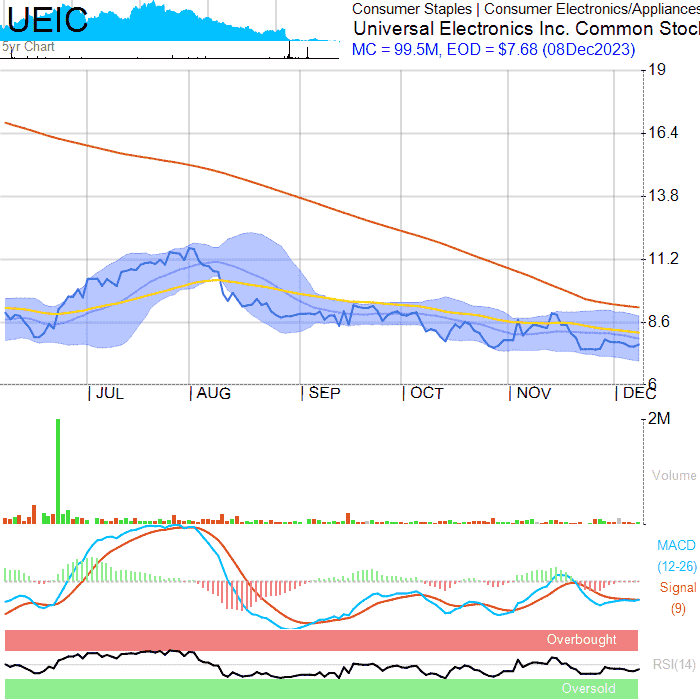 UEIC
5yr Chart
Consumer Staples | Consumer Electronics/Appliances
Universal Electronics Inc. Common Stoc
MC = 99.5M, EOD = $7.68 (08Dec2023)
19
16.4
13.8
11.2
8.6
6
JUL AUG SEP OCT NOV DEC
2M
Volume
MACD
(12-26)
Signal
(9)
Overbought
RSI(14)
Oversold